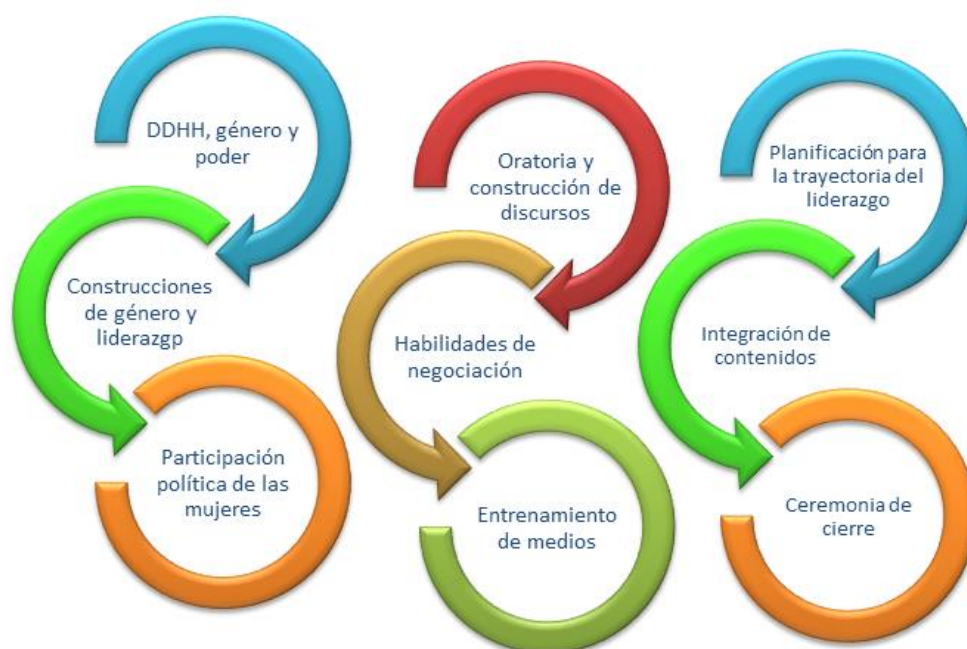 DDHH, género y
poder
Construcciones
de género y
liderazgp
Participación
política de las
mujeres
Oratoria y
construcción de
discursos
Habilidades de
negociación
Entrenamiento
de medios
Planificación para
la trayectoria del
liderazgo
Integración de
contenidos
Ceremonia de
cierre